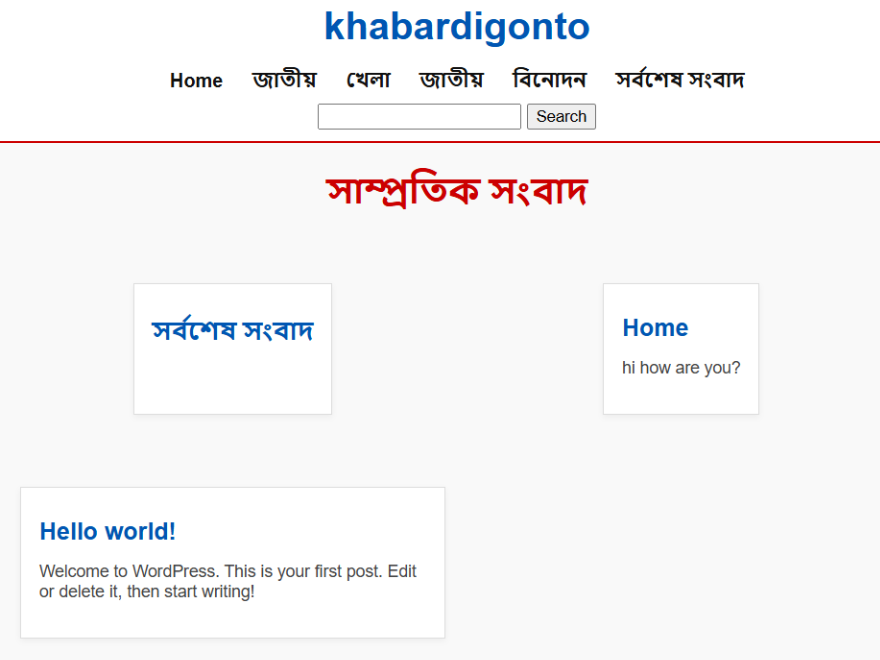 khabardigonto
Home জাতীয় খেলা জাতীয় বিনোদন সর্বশেষ সংবাদ
Search
সাম্প্রতিক সংবাদ
সর্বশেষ সংবাদ
Home
hi how are you?
Hello world!
Welcome to WordPress. This is your first post. Edit
or delete it, then start writing!